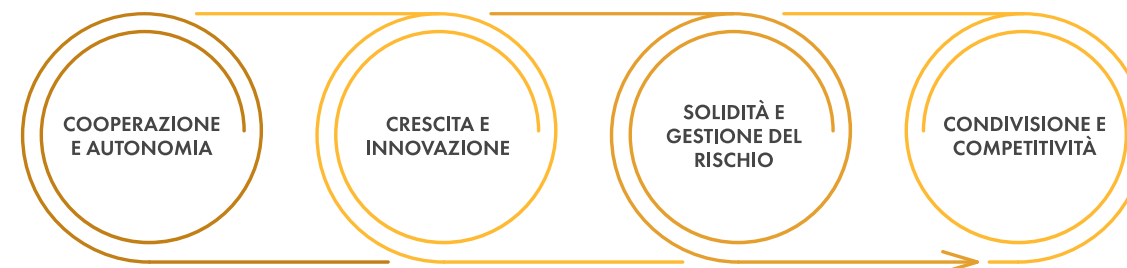 COOPERAZIONE
E AUTONOMIA
CRESCITA E
INNOVAZIONE
SOLIDITÀ E
GESTIONE DEL
RISCHIO
CONDIVISIONE E
COMPETITIVITÀ